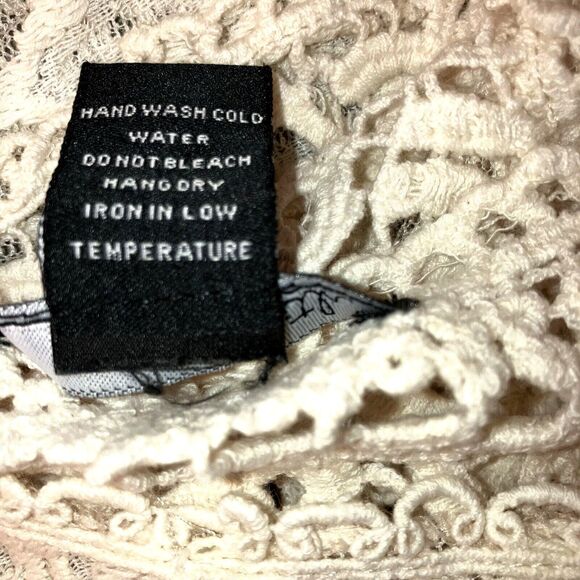 HAND WASH COLD
WATER
DO NOT BLEACH
HANG DRY
IRON IN LOW
TEMPERATURE